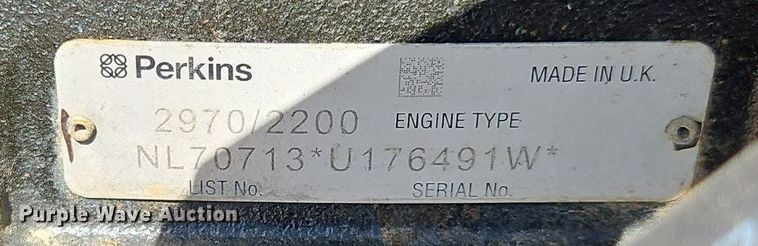 Perkins
MADE IN U.K.
2970/2200 ENGINE TYPE
NL70713*U176491W*
LIST No. SERIAL No.
Purple Wave Auction